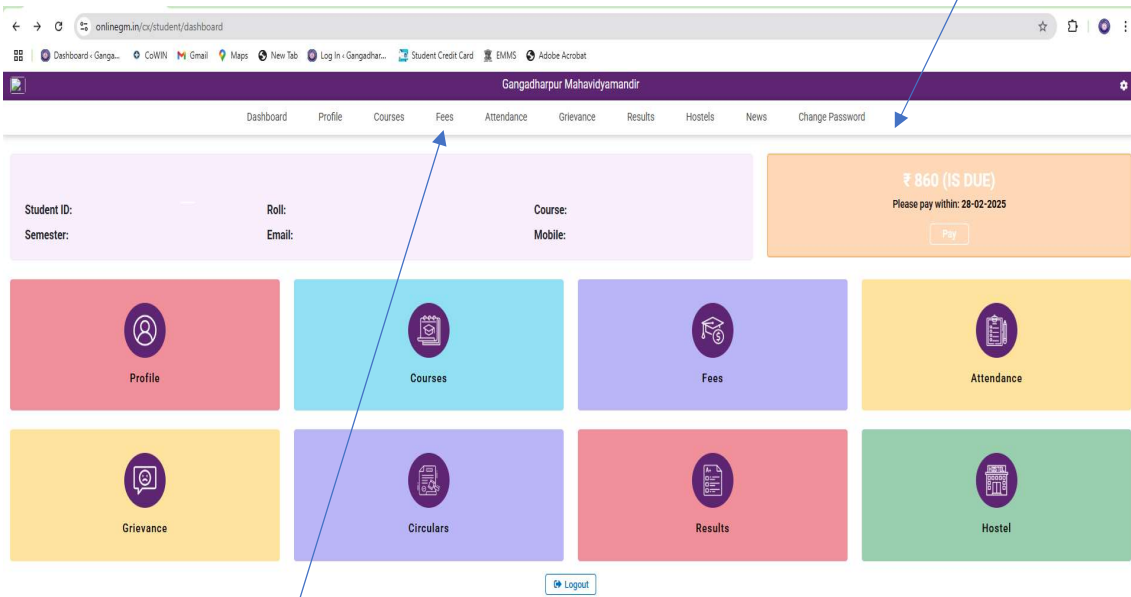 onlinegm.in/cx/student/dashboard
Dashboard ‹ Ganga... CoWIN Gmail Maps New Tab Log In ‹ Gangadhar... Student Credit Card EMMS Adobe Acrobat
Gangadharpur Mahavidyamandir
Dashboard Profile Courses Fees Attendance Grievance Results Hostels News Change Password
₹ 860 (IS DUE)
Please pay within: 28-02-2025
Pay
Student ID: Roll: Course:
Semester: Email: Mobile:
Profile Courses Fees Attendance
Grievance Circulars Results Hostel
Logout